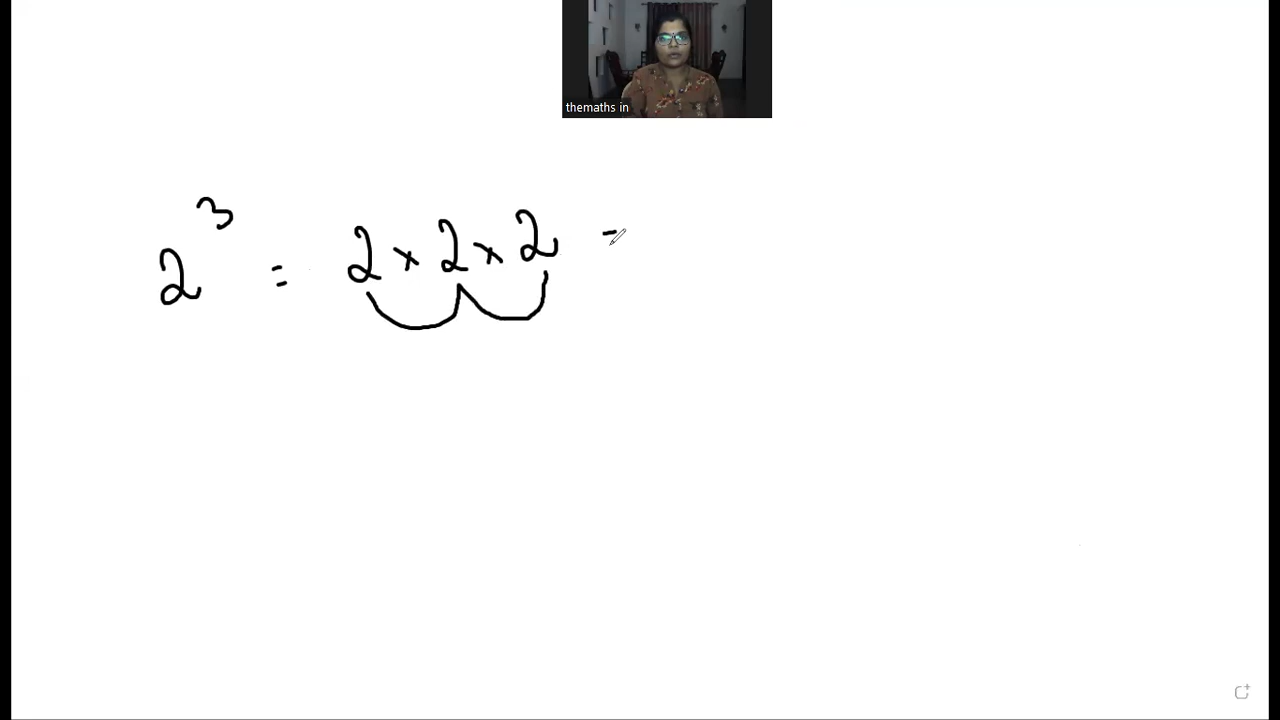 themaths in
2³ = 2 × 2 × 2 -